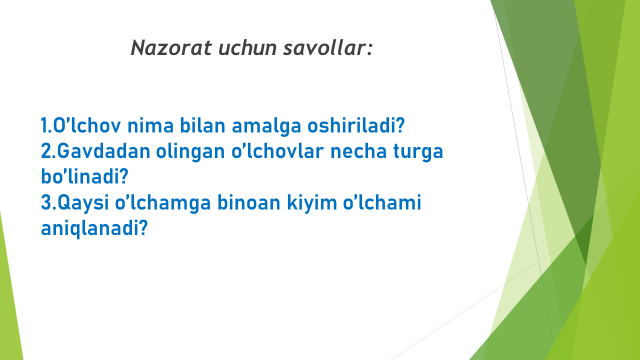 Nazorat uchun savollar:
1.O’lchov nima bilan amalga oshiriladi?
2.Gavdadan olingan o’lchovlar necha turga
bo’linadi?
3.Qaysi o’lchamga binoan kiyim o’lchami
aniqlanadi?